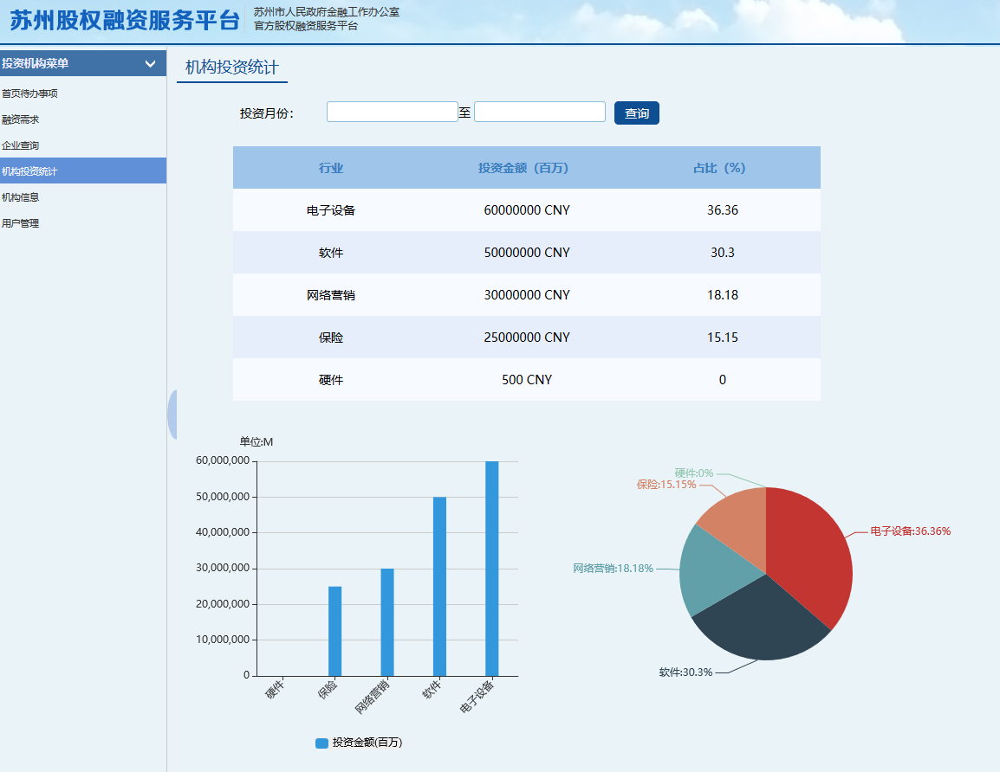 苏州股权融资服务平台
苏州市人民政府金融工作办公室
官方股权融资服务平台
投资机构菜单
首页待办事项
融资需求
企业查询
机构投资统计
机构信息
用户管理
机构投资统计
投资月份: 至 查询
行业 投资金额（百万） 占比（%）
电子设备 60000000 CNY 36.36
软件 50000000 CNY 30.3
网络营销 30000000 CNY 18.18
保险 25000000 CNY 15.15
硬件 500 CNY 0
单位:M
60,000,000
50,000,000
40,000,000
30,000,000
20,000,000
10,000,000
0
硬件 保险 网络营销 软件 电子设备
投资金额(百万)
硬件:0%
保险:15.15%
电子设备:36.36%
网络营销:18.18%
软件:30.3%